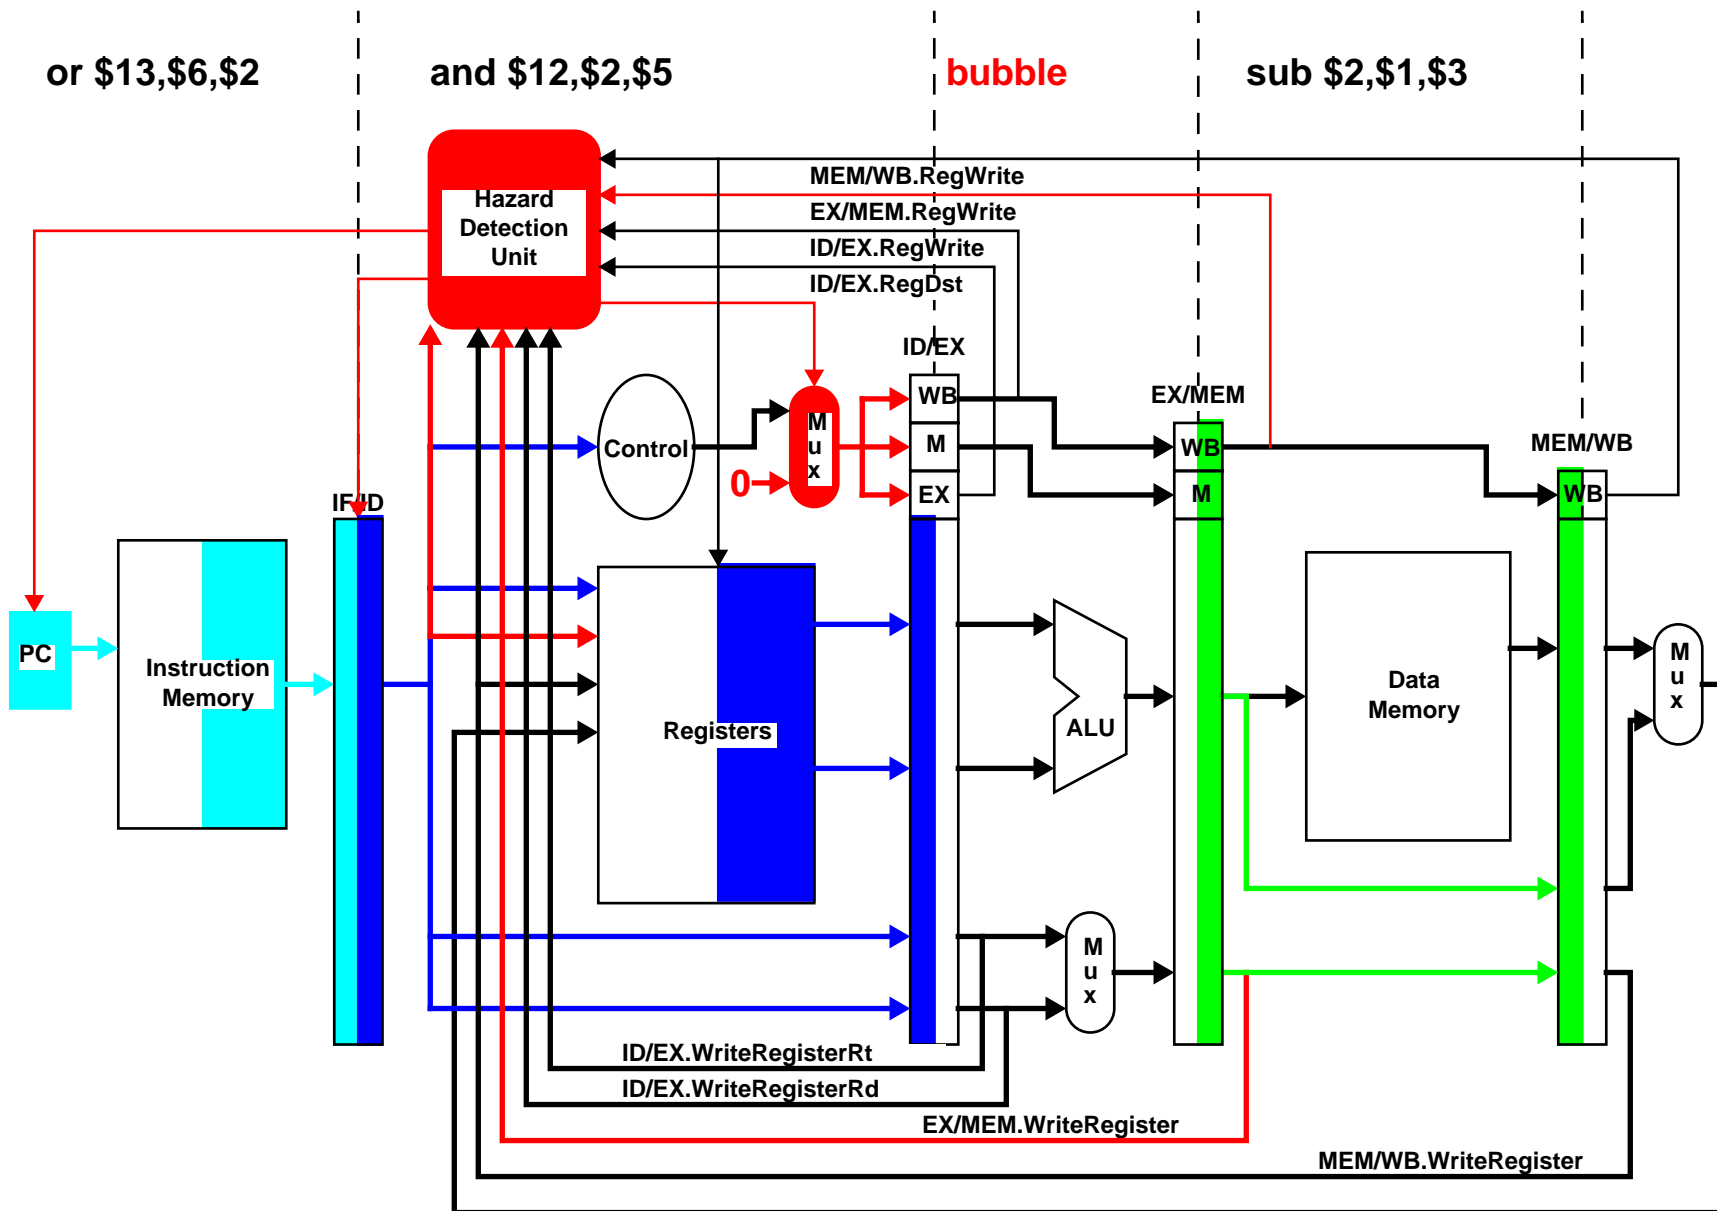 or $13,$6,$2
and $12,$2,$5
bubble
sub $2,$1,$3
Hazard
Detection
Unit
MEM/WB.RegWrite
EX/MEM.RegWrite
ID/EX.RegWrite
ID/EX.RegDst
ID/EX
WB
M
EX
EX/MEM
WB
M
MEM/WB
WB
Control
M
u
x
0
IF/ID
PC
Instruction
Memory
Registers
ALU
Data
Memory
M
u
x
M
u
x
ID/EX.WriteRegisterRt
ID/EX.WriteRegisterRd
EX/MEM.WriteRegister
MEM/WB.WriteRegister